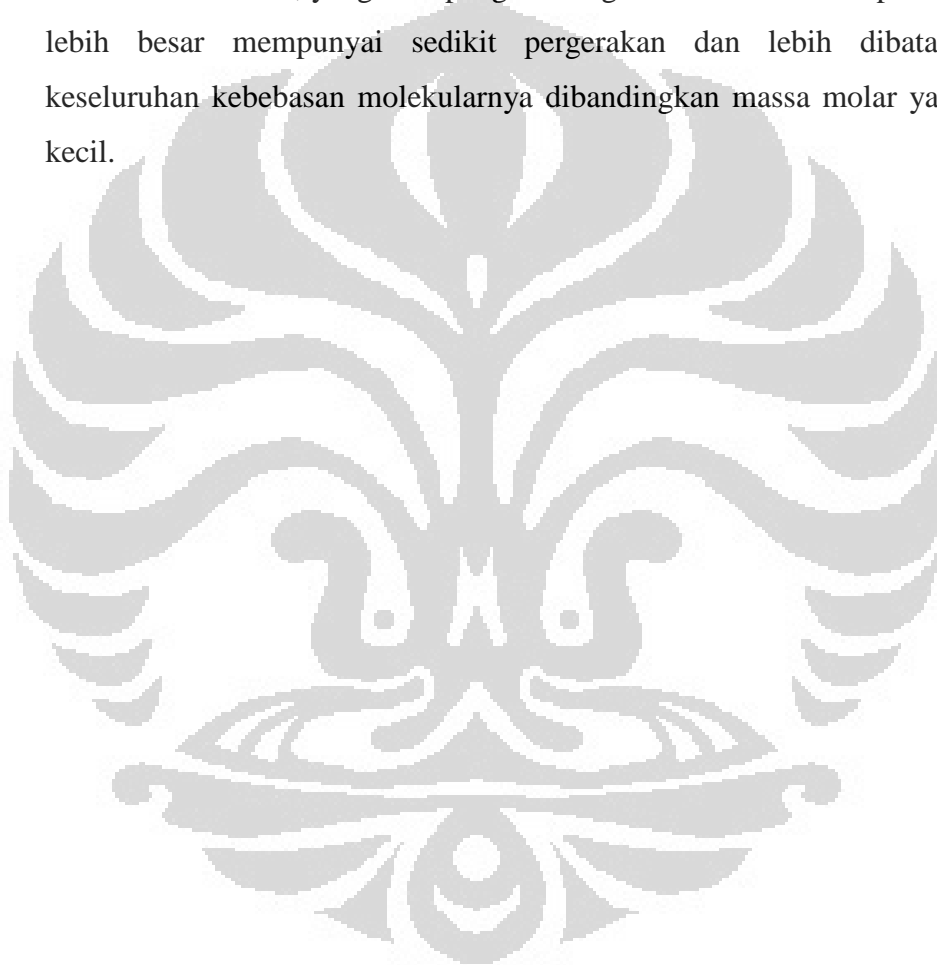 lebih besar mempunyai sedikit pergerakan dan lebih dibata
keseluruhan kebebasan molekularnya dibandingkan massa molar ya
kecil.